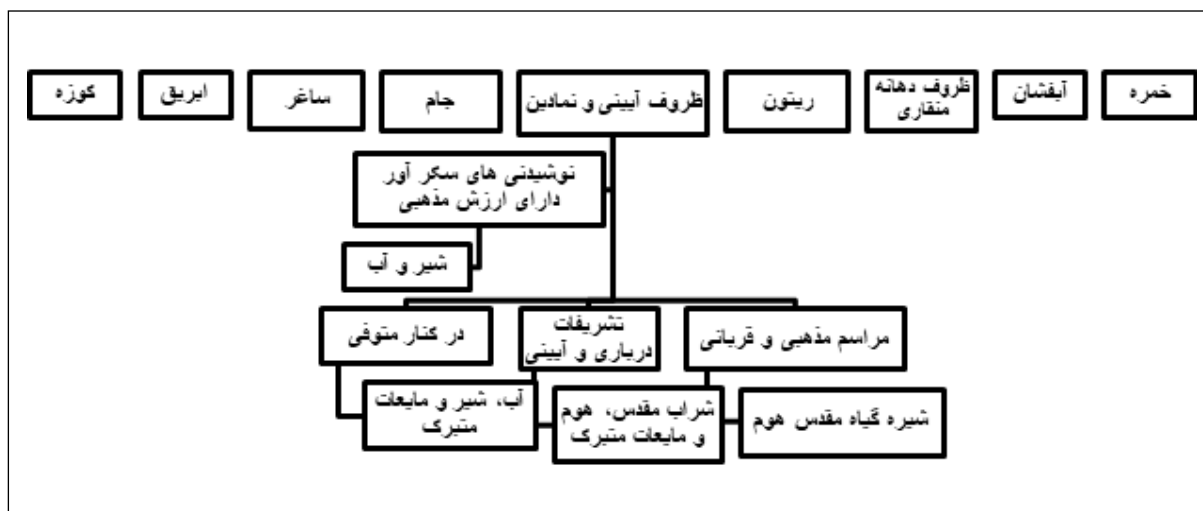 خمره
آبفشان
ظروف دهانه
منقاری
ریتون
ظروف آیینی و نمادین
جام
ساغر
ابریق
کوزه
نوشیدنی های سکر آور
دارای ارزش مذهبی
شیر و آب
مراسم مذهبی و قربانی
تشریفات
درباری و آیینی
در کنار متوفی
شیره گیاه مقدس هوم
شراب مقدس، هوم
و مایعات متبرک
آب، شیر و مایعات
متبرک